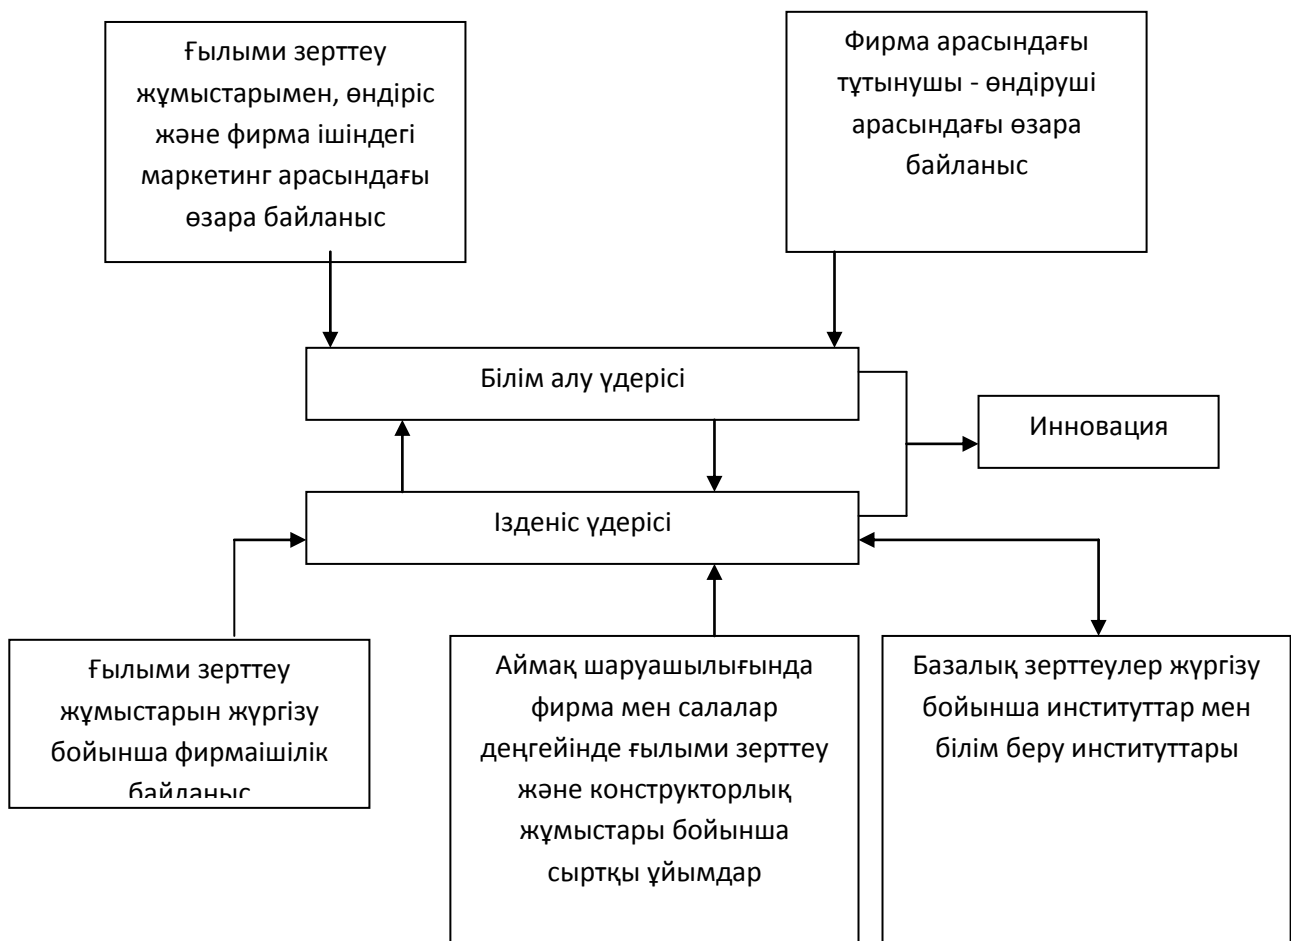 Ғылыми зерттеу
жұмыстарымен, өндіріс
және фирма ішіндегі
маркетинг арасындағы
өзара байланыс
Фирма арасындағы
тұтынушы - өндіруші
арасындағы өзара
байланыс
Білім алу үдерісі
Инновация
Ізденіс үдерісі
Ғылыми зерттеу
жұмыстарын жүргізу
бойынша фирмаішілік
байланыс
Аймақ шаруашылығында
фирма мен салалар
деңгейінде ғылыми зерттеу
және конструкторлық
жұмыстары бойынша
сыртқы ұйымдар
Базалық зерттеулер жүргізу
бойынша институттар мен
білім беру институттары